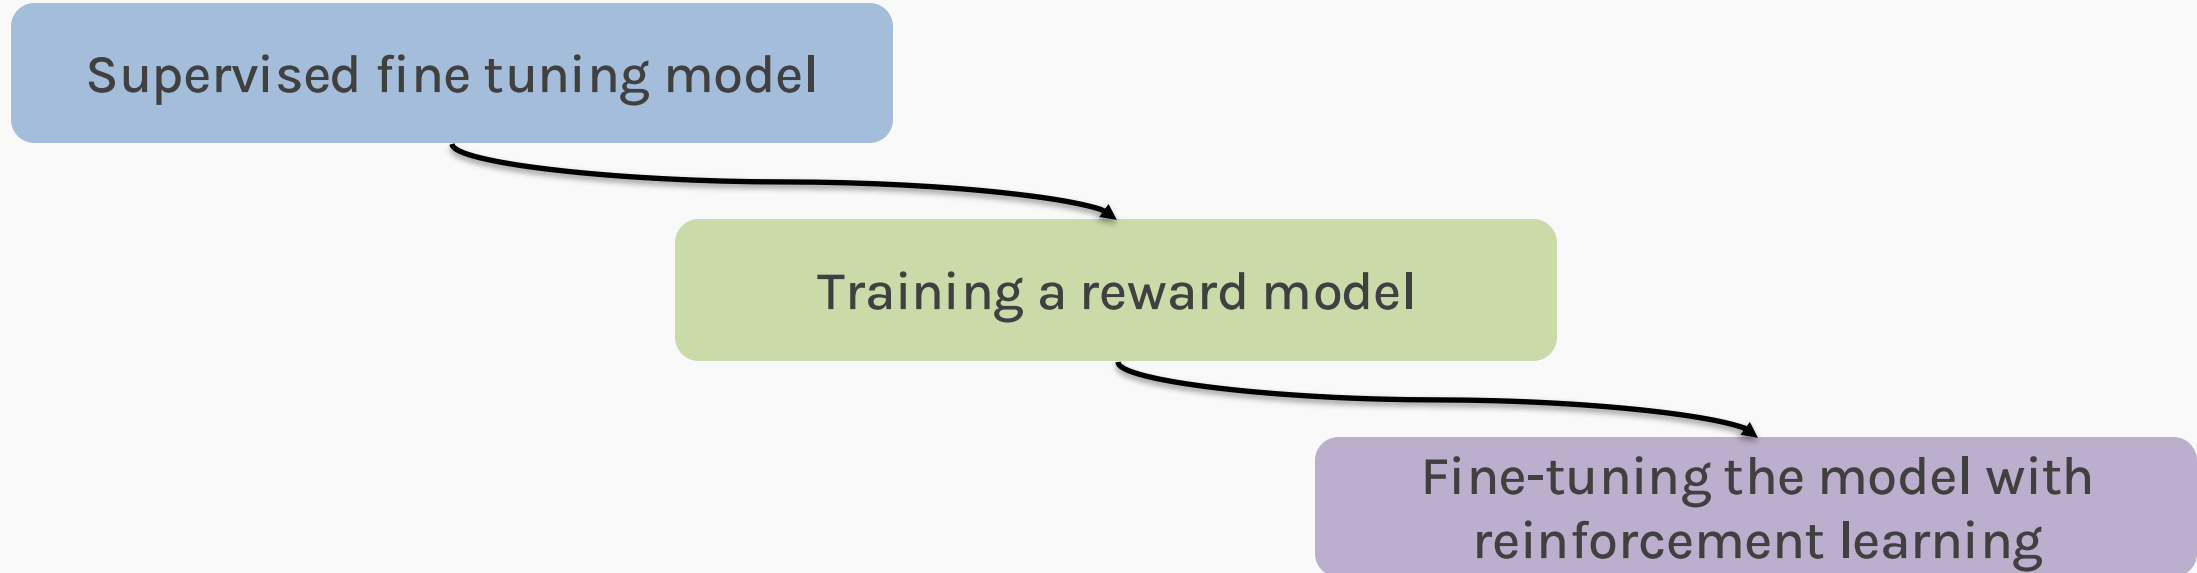 Supervised fine tuning model
Training a reward model
Fine-tuning the model with
reinforcement learning